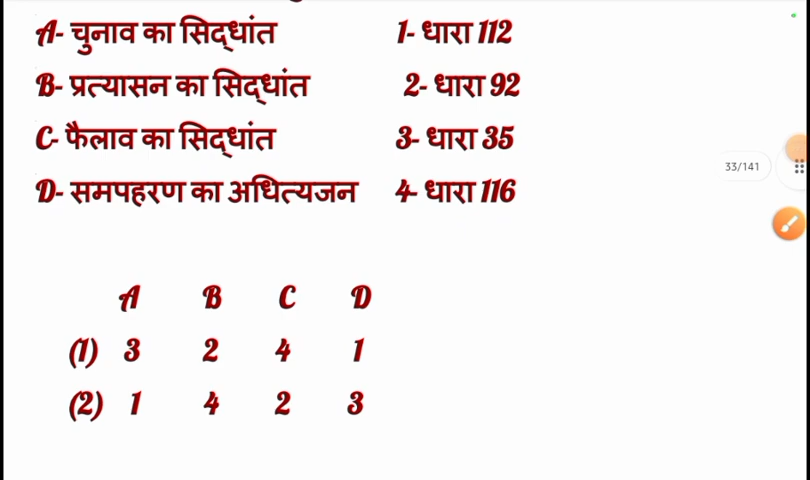 A- चुनाव का सिद्धांत 1- धारा 112
B- प्रत्यासन का सिद्धांत 2- धारा 92
C- फैलाव का सिद्धांत 3- धारा 35
D- समपहरण का अधित्यजन 4- धारा 116
33/141
A B C D
(1) 3 2 4 1
(2) 1 4 2 3